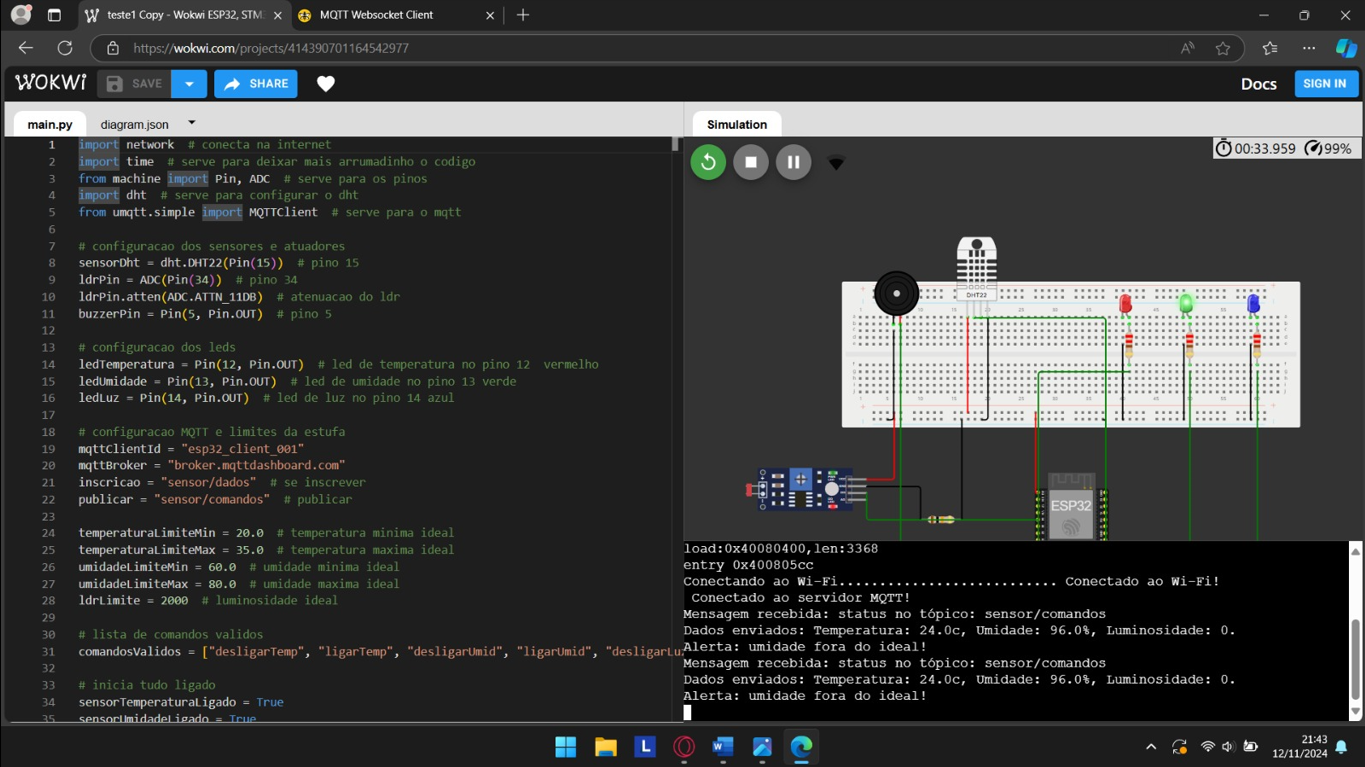 teste1 Copy - Wokwi ESP32, STM3
MQTT Websocket Client
https://wokwi.com/projects/414390701164542977
WOKWi
SAVE
SHARE
Docs
SIGN IN
main.py
diagram.json
Simulation
00:33.959
99%
1 import network  # conecta na internet
2 import time  # serve para deixar mais arrumadinho o codigo
3 from machine import Pin, ADC  # serve para os pinos
4 import dht  # serve para configurar o dht
5 from umqtt.simple import MQTTClient  # serve para o mqtt
6
7 # configuracao dos sensores e atuadores
8 sensorDht = dht.DHT22(Pin(15))  # pino 15
9 ldrPin = ADC(Pin(34))  # pino 34
10 ldrPin.atten(ADC.ATTN_11DB)  # atenuacao do ldr
11 buzzerPin = Pin(5, Pin.OUT)  # pino 5
12
13 # configuracao dos leds
14 ledTemperatura = Pin(12, Pin.OUT)  # led de temperatura no pino 12  vermelho
15 ledUmidade = Pin(13, Pin.OUT)  # led de umidade no pino 13 verde
16 ledLuz = Pin(14, Pin.OUT)  # led de luz no pino 14 azul
17
18 # configuracao MQTT e limites da estufa
19 mqttClientId = "esp32_client_001"
20 mqttBroker = "broker.mqttdashboard.com"
21 inscricao = "sensor/dados"  # se inscrever
22 publicar = "sensor/comandos"  # publicar
23
24 temperaturaLimiteMin = 20.0  # temperatura minima ideal
25 temperaturaLimiteMax = 35.0  # temperatura maxima ideal
26 umidadeLimiteMin = 60.0  # umidade minima ideal
27 umidadeLimiteMax = 80.0  # umidade maxima ideal
28 ldrLimite = 2000  # luminosidade ideal
29
30 # lista de comandos validos
31 comandosValidos = ["desligarTemp", "ligarTemp", "desligarUmid", "ligarUmid", "desligarLu
32
33 # inicia tudo ligado
34 sensorTemperaturaLigado = True
35 sensorUmidadeLigado = True
DHT22
ESP32
load:0x40080400,len:3368
entry 0x400805cc
Conectando ao Wi-Fi........................... Conectado ao Wi-Fi!
Conectado ao servidor MQTT!
Mensagem recebida: status no tópico: sensor/comandos
Dados enviados: Temperatura: 24.0c, Umidade: 96.0%, Luminosidade: 0.
Alerta: umidade fora do ideal!
Mensagem recebida: status no tópico: sensor/comandos
Dados enviados: Temperatura: 24.0c, Umidade: 96.0%, Luminosidade: 0.
Alerta: umidade fora do ideal!
21:43
12/11/2024